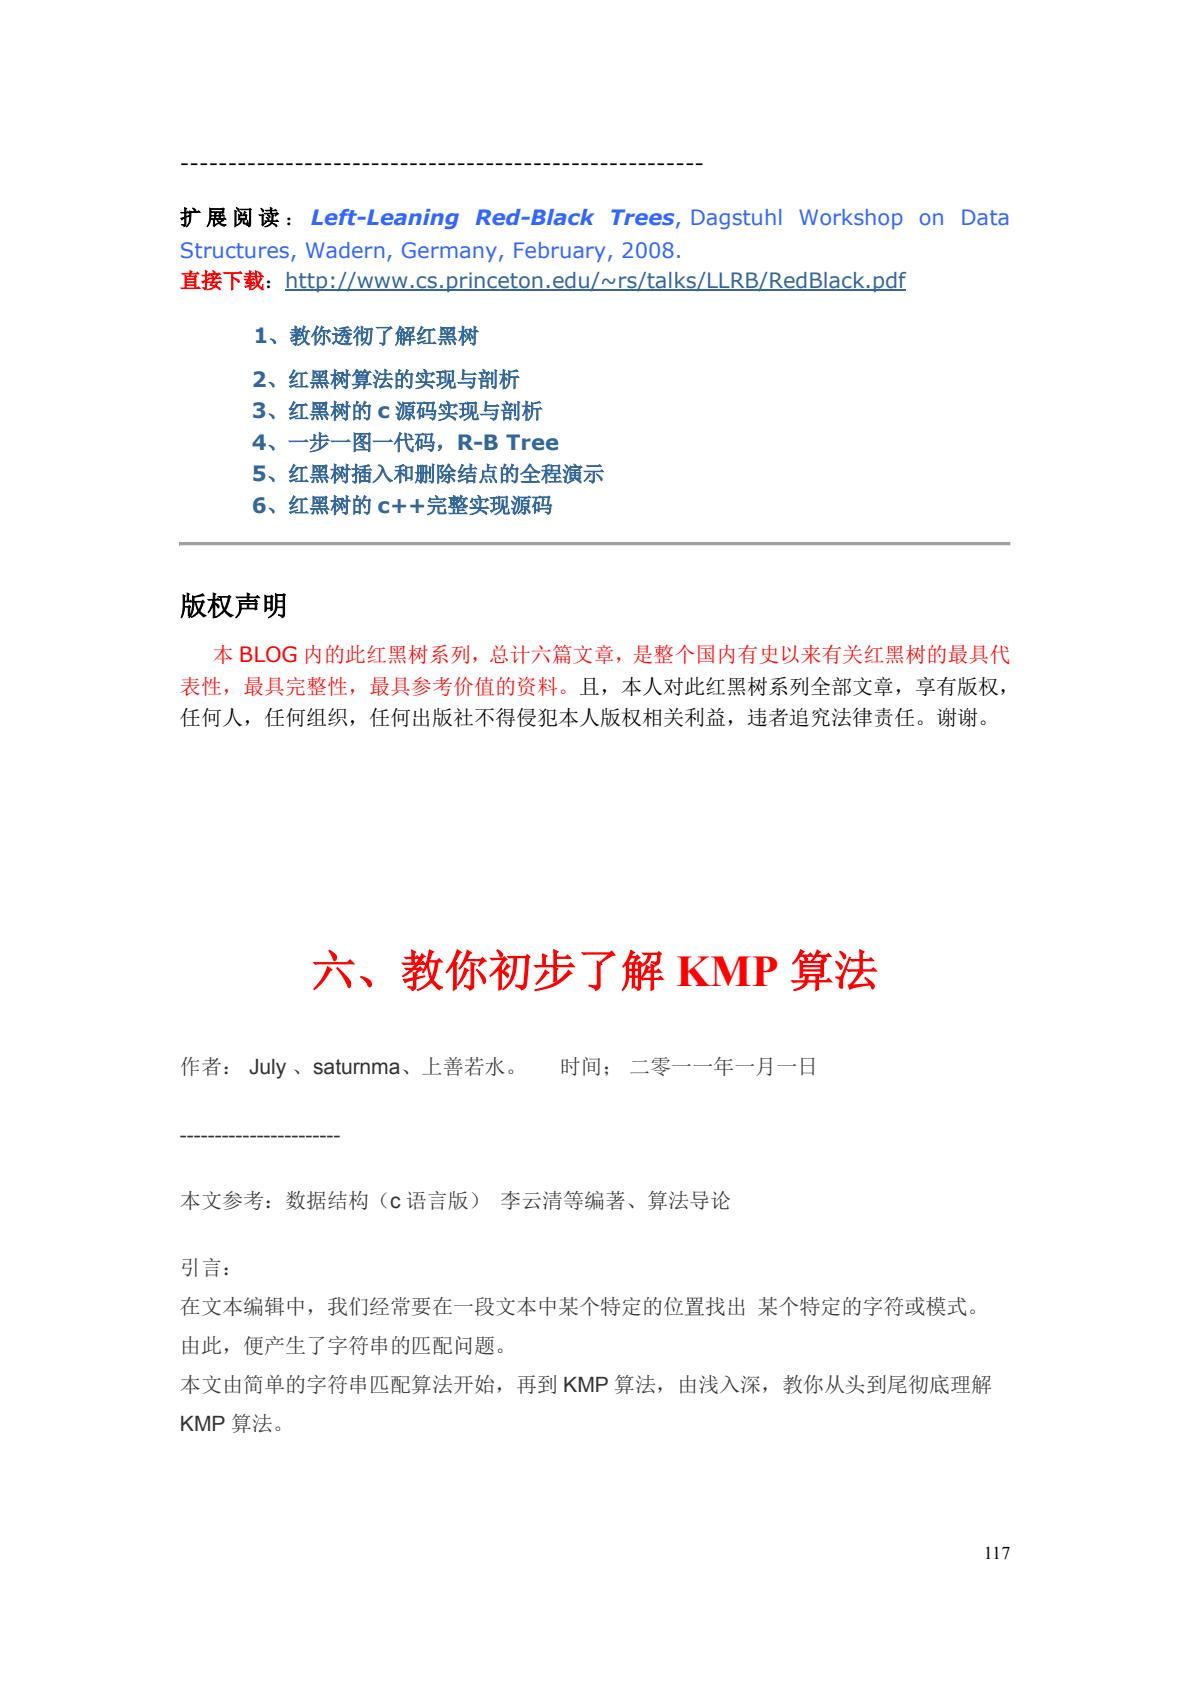 -------------------------------------------------------
扩展阅读：Left-Leaning Red-Black Trees, Dagstuhl Workshop on Data
Structures, Wadern, Germany, February, 2008.
直接下载：http://www.cs.princeton.edu/~rs/talks/LLRB/RedBlack.pdf
1、教你透彻了解红黑树
2、红黑树算法的实现与剖析
3、红黑树的 c 源码实现与剖析
4、一步一图一代码，R-B Tree
5、红黑树插入和删除结点的全程演示
6、红黑树的 c++完整实现源码
版权声明
本 BLOG 内的此红黑树系列，总计六篇文章，是整个国内有史以来有关红黑树的最具代
表性，最具完整性，最具参考价值的资料。且，本人对此红黑树系列全部文章，享有版权，
任何人，任何组织，任何出版社不得侵犯本人版权相关利益，违者追究法律责任。谢谢。
六、教你初步了解 KMP 算法
作者： July 、saturnma、上善若水。 时间； 二零一一年一月一日
-----------------------
本文参考：数据结构（c 语言版） 李云清等编著、算法导论
引言：
在文本编辑中，我们经常要在一段文本中某个特定的位置找出 某个特定的字符或模式。
由此，便产生了字符串的匹配问题。
本文由简单的字符串匹配算法开始，再到 KMP 算法，由浅入深，教你从头到尾彻底理解
KMP 算法。
117